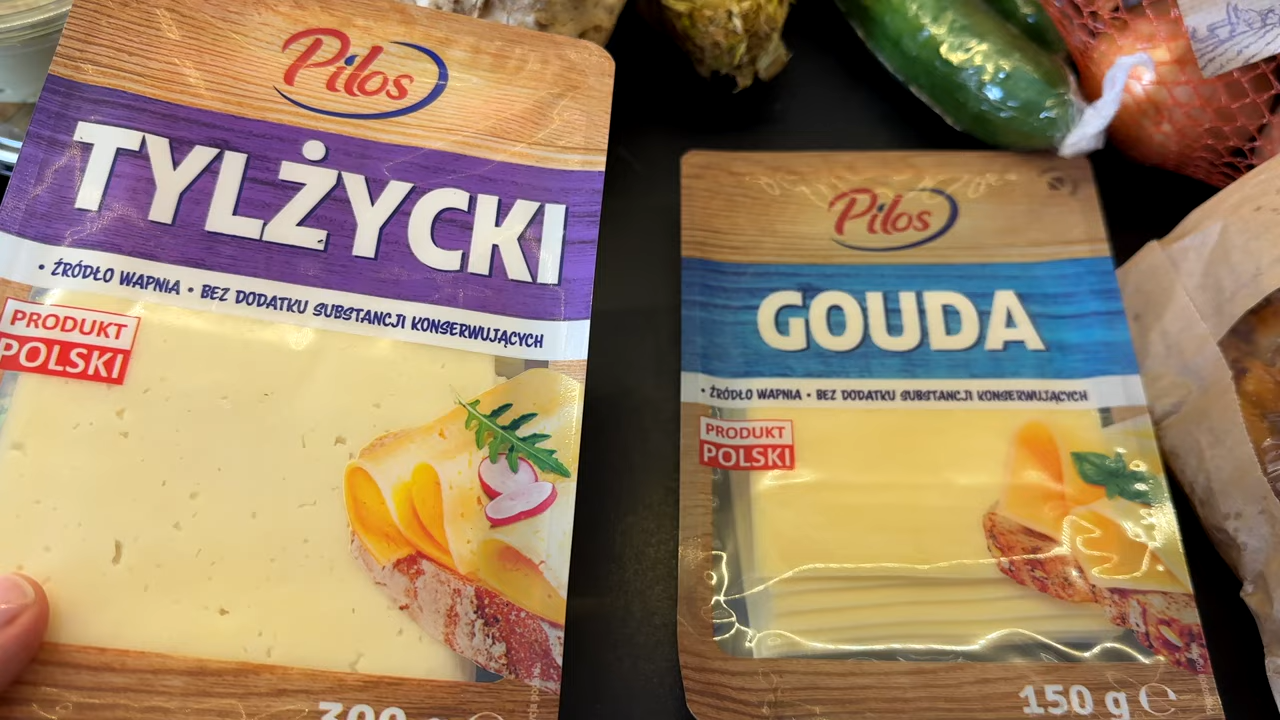 Pilos
TYLŻYCKI
• ŹRÓDŁO WAPNIA • BEZ DODATKU SUBSTANCJI KONSERWUJĄCYCH
PRODUKT
POLSKI
300 g
Pilos
GOUDA
• ŹRÓDŁO WAPNIA • BEZ DODATKU SUBSTANCJI KONSERWUJĄCYCH
PRODUKT
POLSKI
150 g ℮